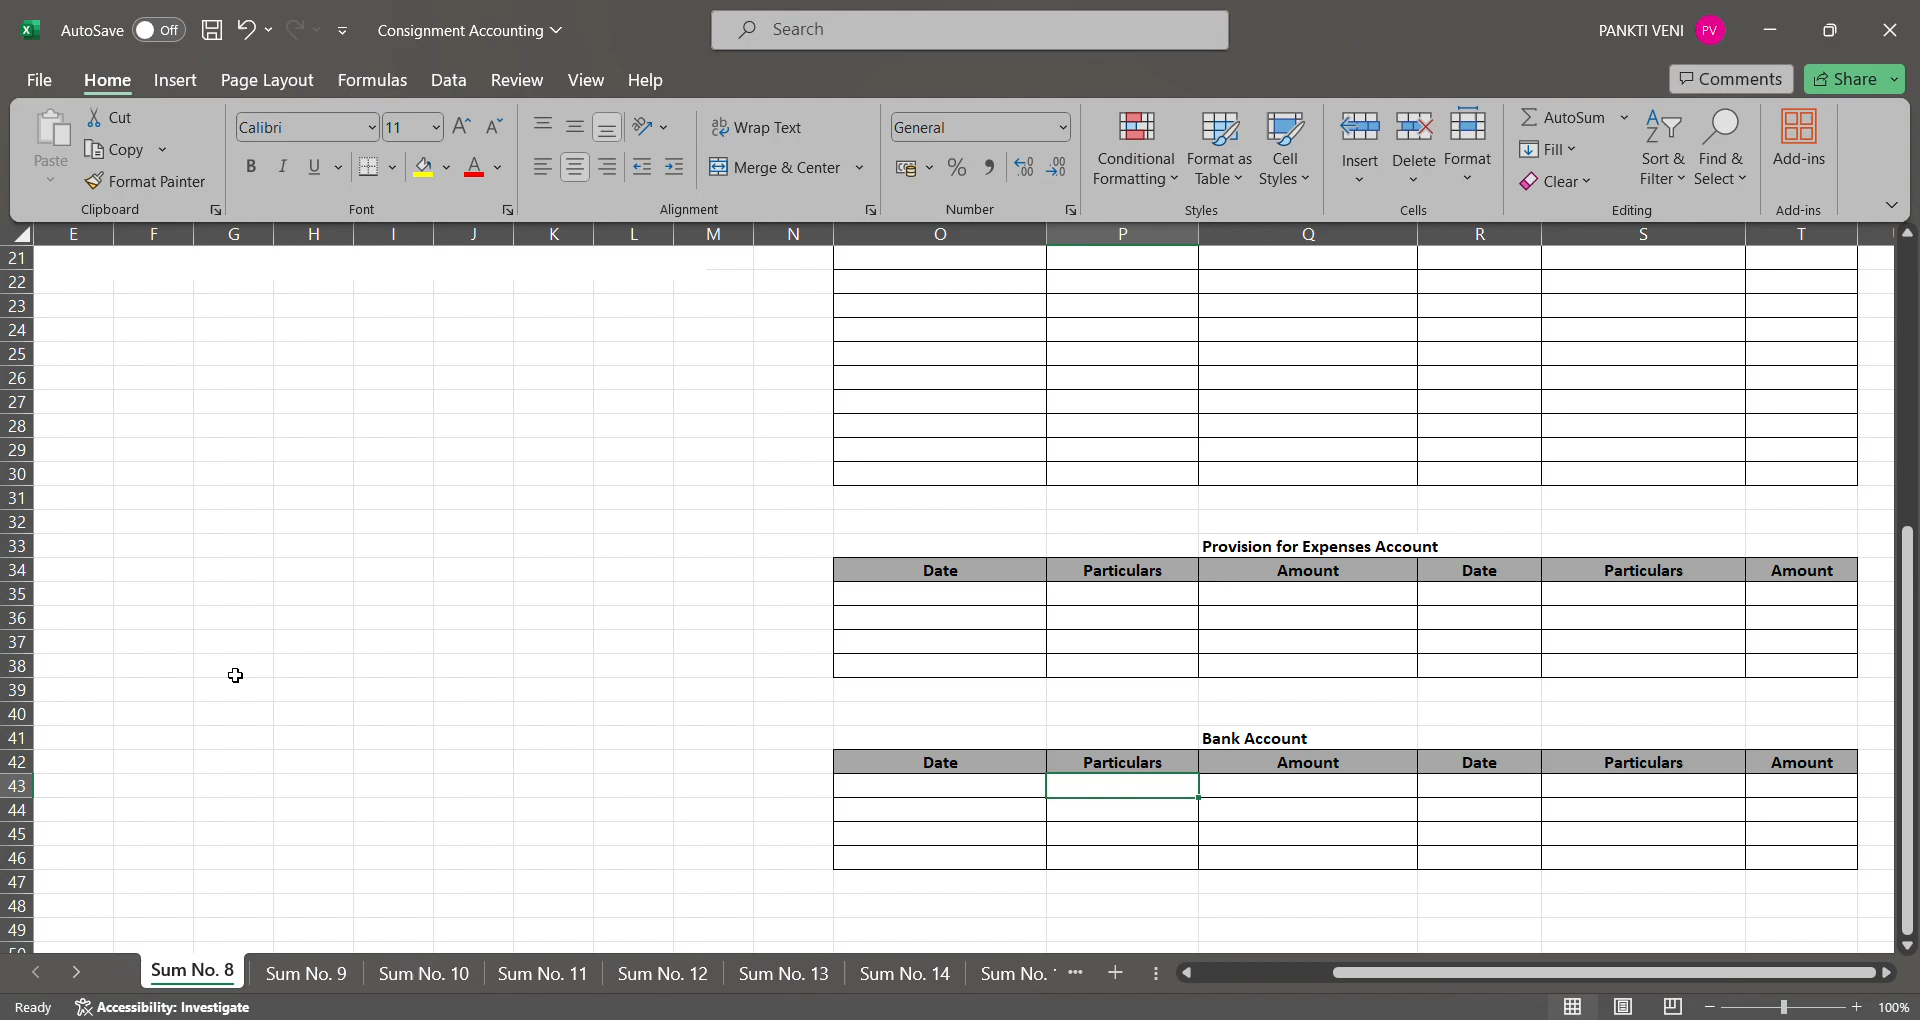 AutoSave Off Consignment Accounting Search PANKTI VENI PV
File Home Insert Page Layout Formulas Data Review View Help Comments Share
Paste Cut Copy Format Painter Clipboard
Calibri 11 B I U A Font
Wrap Text Merge & Center Alignment
General % Number
Conditional Formatting Format as Table Cell Styles Styles
Insert Delete Format Cells
AutoSum Fill Clear Sort & Filter Find & Select Editing
Add-ins Add-ins
E F G H I J K L M N O P Q R S T
21
22
23
24
25
26
27
28
29
30
31
32
33 Provision for Expenses Account
34 Date Particulars Amount Date Particulars Amount
35
36
37
38
39
40
41 Bank Account
42 Date Particulars Amount Date Particulars Amount
43
44
45
46
47
48
49
50
Sum No. 8 Sum No. 9 Sum No. 10 Sum No. 11 Sum No. 12 Sum No. 13 Sum No. 14 Sum No.
Ready Accessibility: Investigate 100%